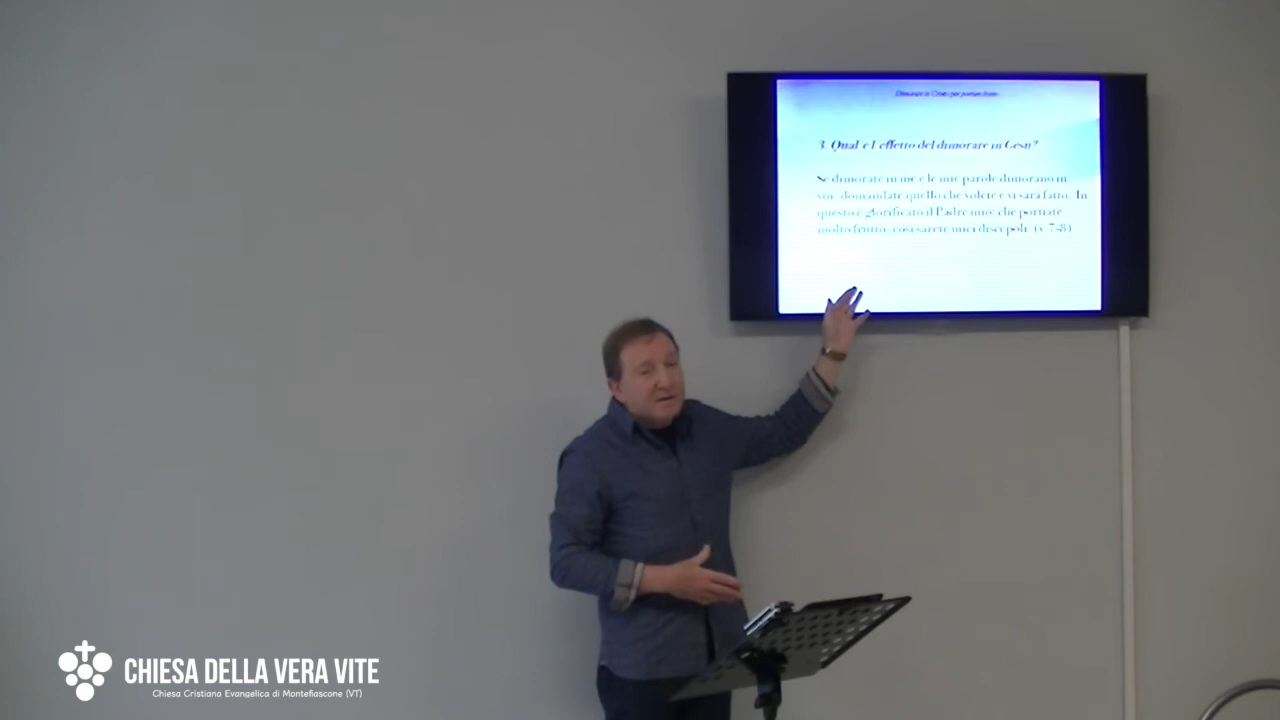 Dimorare in Cristo per portare frutto
3. Qual è l'effetto del dimorare in Gesù?
Se dimorate in me e le mie parole dimorano in
voi, domandate quello che volete e vi sarà fatto. In
questo è glorificato il Padre mio: che portiate
molto frutto, così sarete miei discepoli. (v. 7-8)
CHIESA DELLA VERA VITE
Chiesa Cristiana Evangelica di Montefiascone (VT)